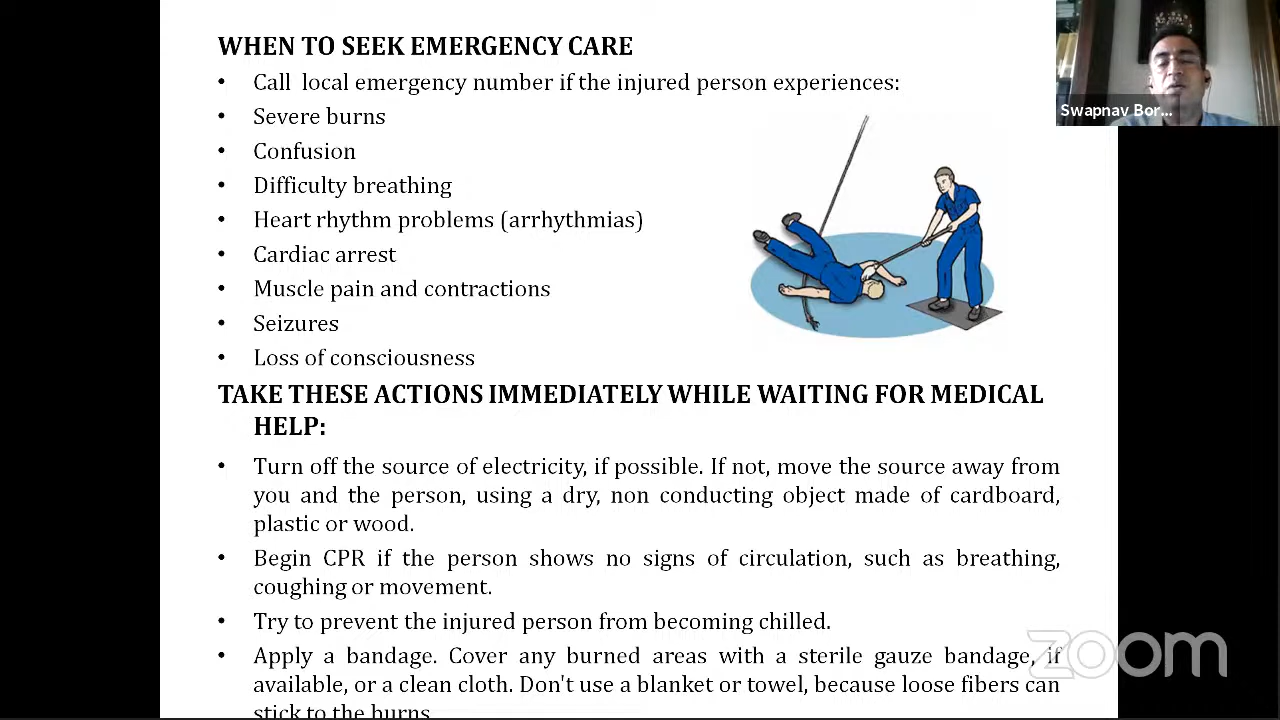 WHEN TO SEEK EMERGENCY CARE
• Call local emergency number if the injured person experiences:
• Severe burns
• Confusion
• Difficulty breathing
• Heart rhythm problems (arrhythmias)
• Cardiac arrest
• Muscle pain and contractions
• Seizures
• Loss of consciousness
TAKE THESE ACTIONS IMMEDIATELY WHILE WAITING FOR MEDICAL
HELP:
• Turn off the source of electricity, if possible. If not, move the source away from
you and the person, using a dry, non conducting object made of cardboard,
plastic or wood.
• Begin CPR if the person shows no signs of circulation, such as breathing,
coughing or movement.
• Try to prevent the injured person from becoming chilled.
• Apply a bandage. Cover any burned areas with a sterile gauze bandage, if
available, or a clean cloth. Don't use a blanket or towel, because loose fibers can
stick to the burns
Swapnav Bor...
zoom